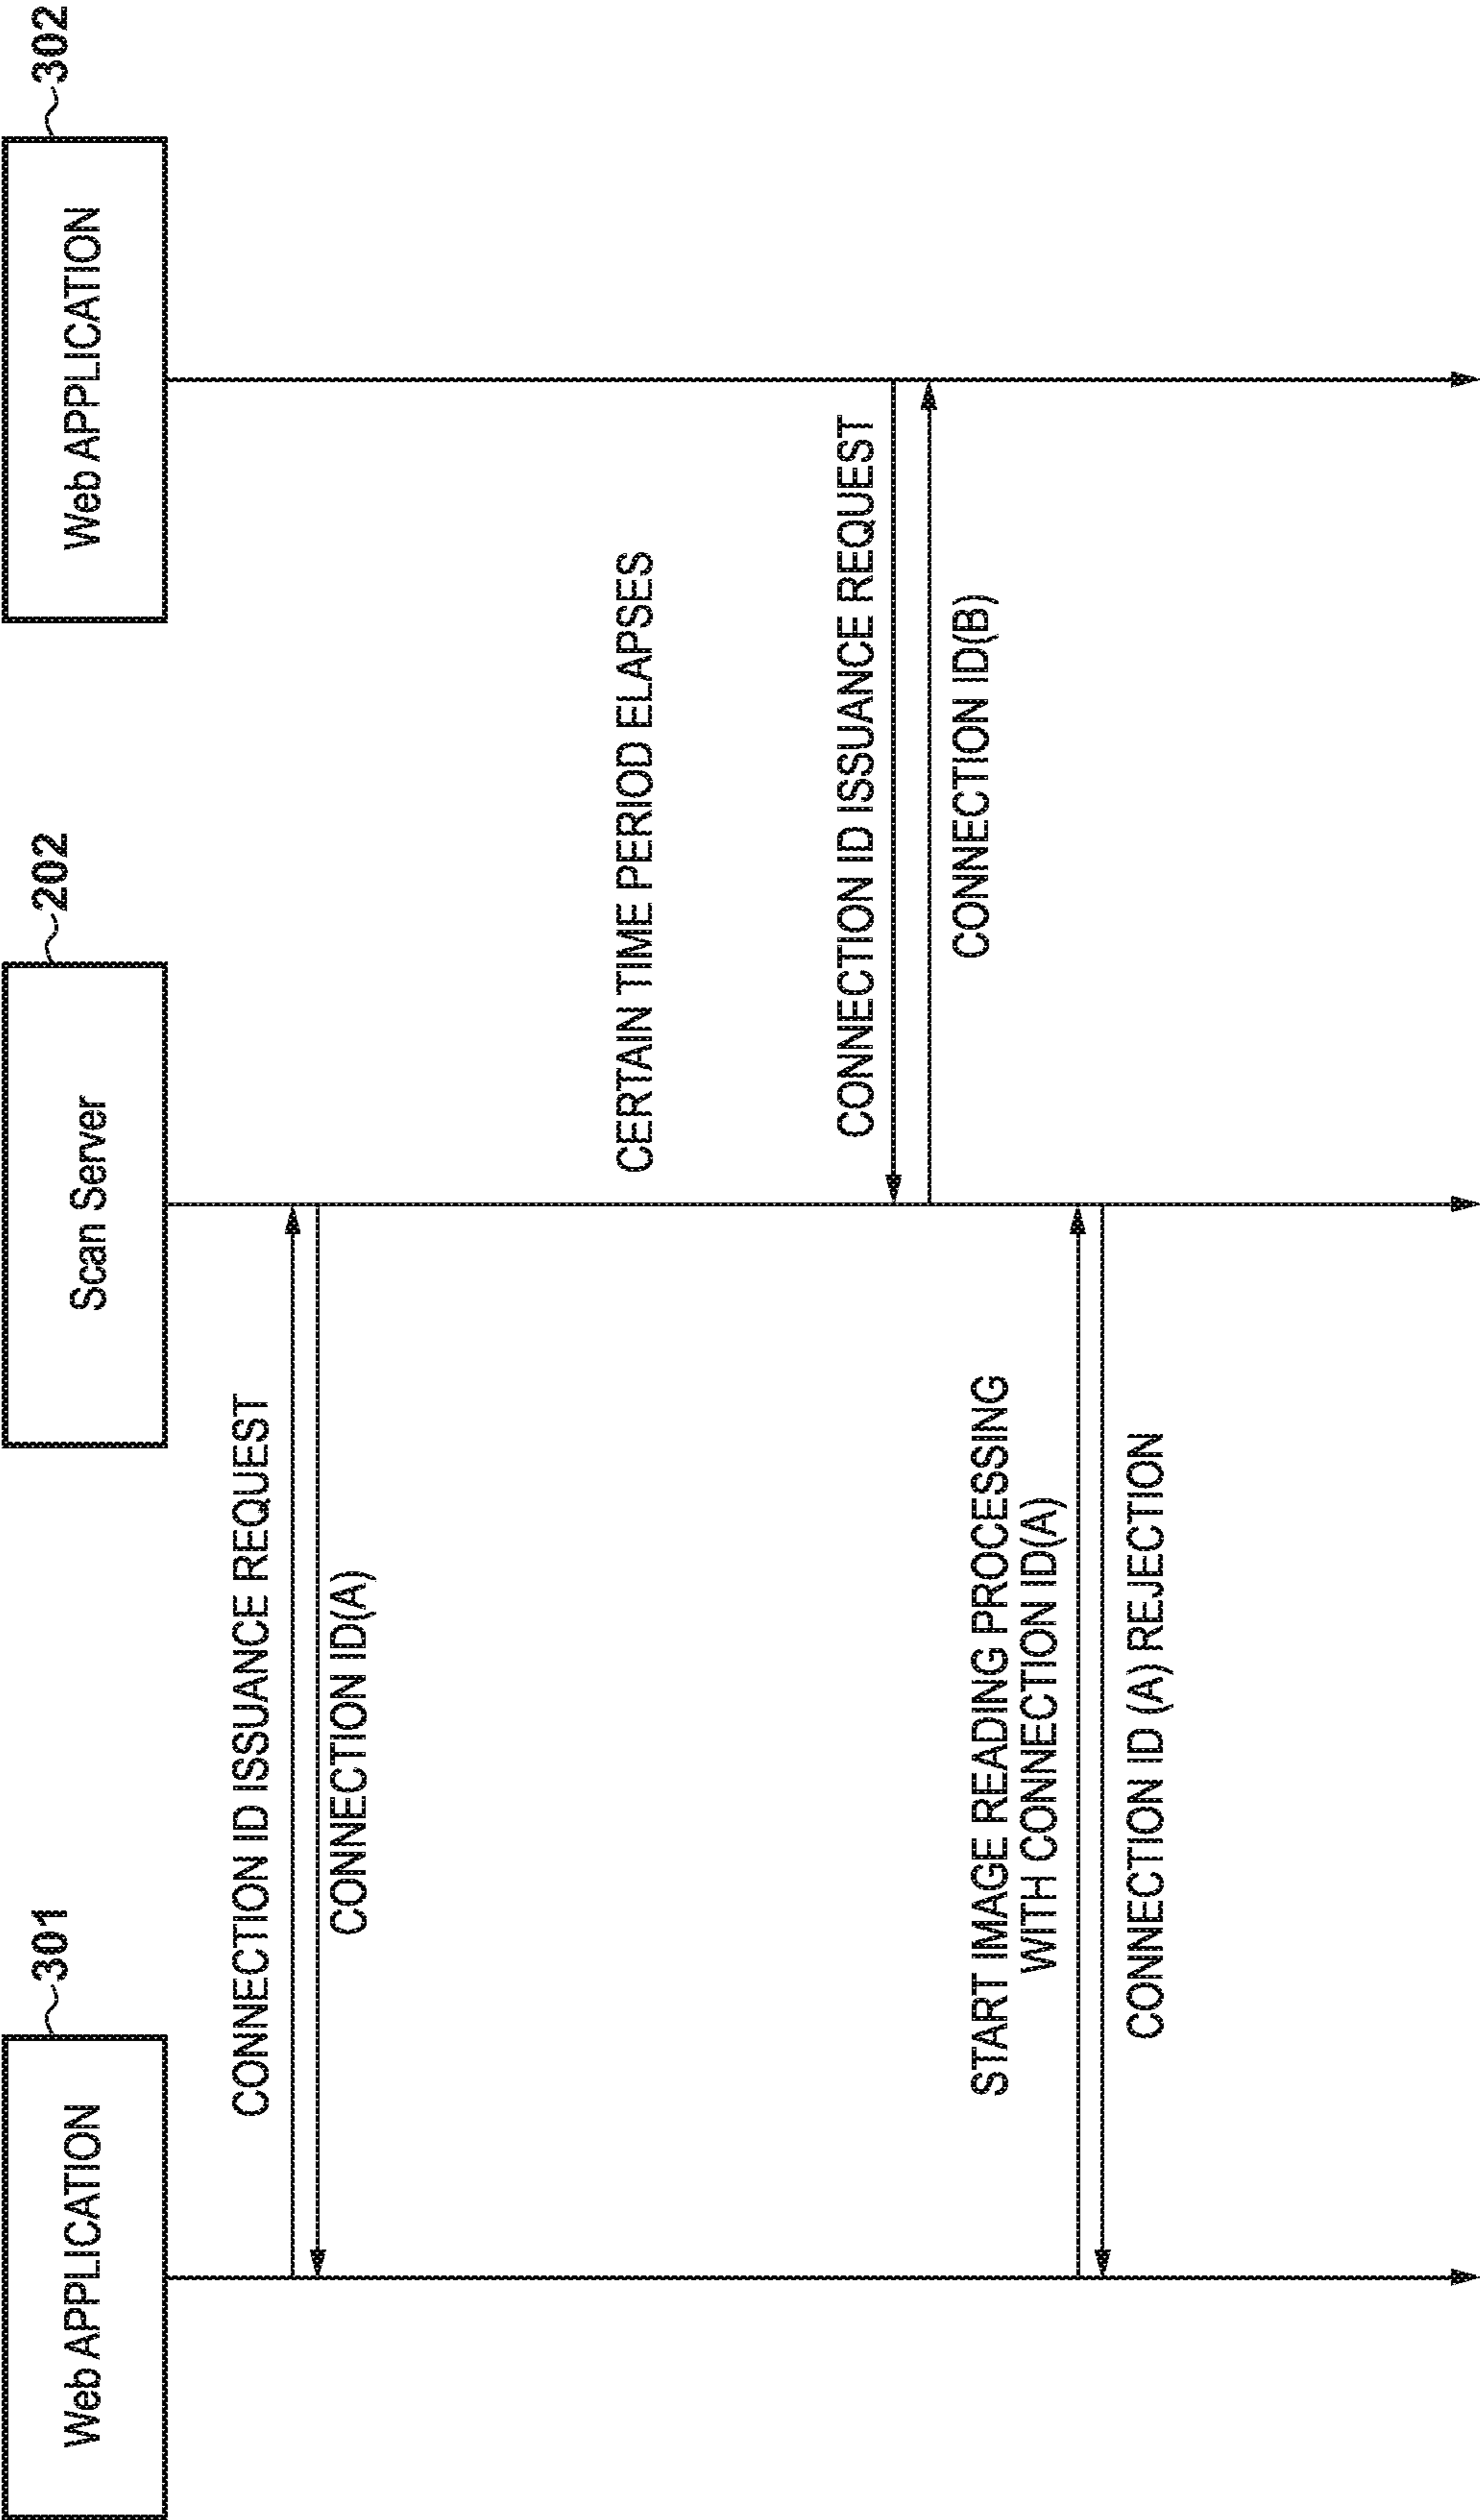 301
202
302
Web APPLICATION
Scan Server
Web APPLICATION
CONNECTION ID ISSUANCE REQUEST
CONNECTION ID(A)
CERTAIN TIME PERIOD ELAPSES
CONNECTION ID ISSUANCE REQUEST
CONNECTION ID(B)
START IMAGE READING PROCESSING
WITH CONNECTION ID(A)
CONNECTION ID (A) REJECTION